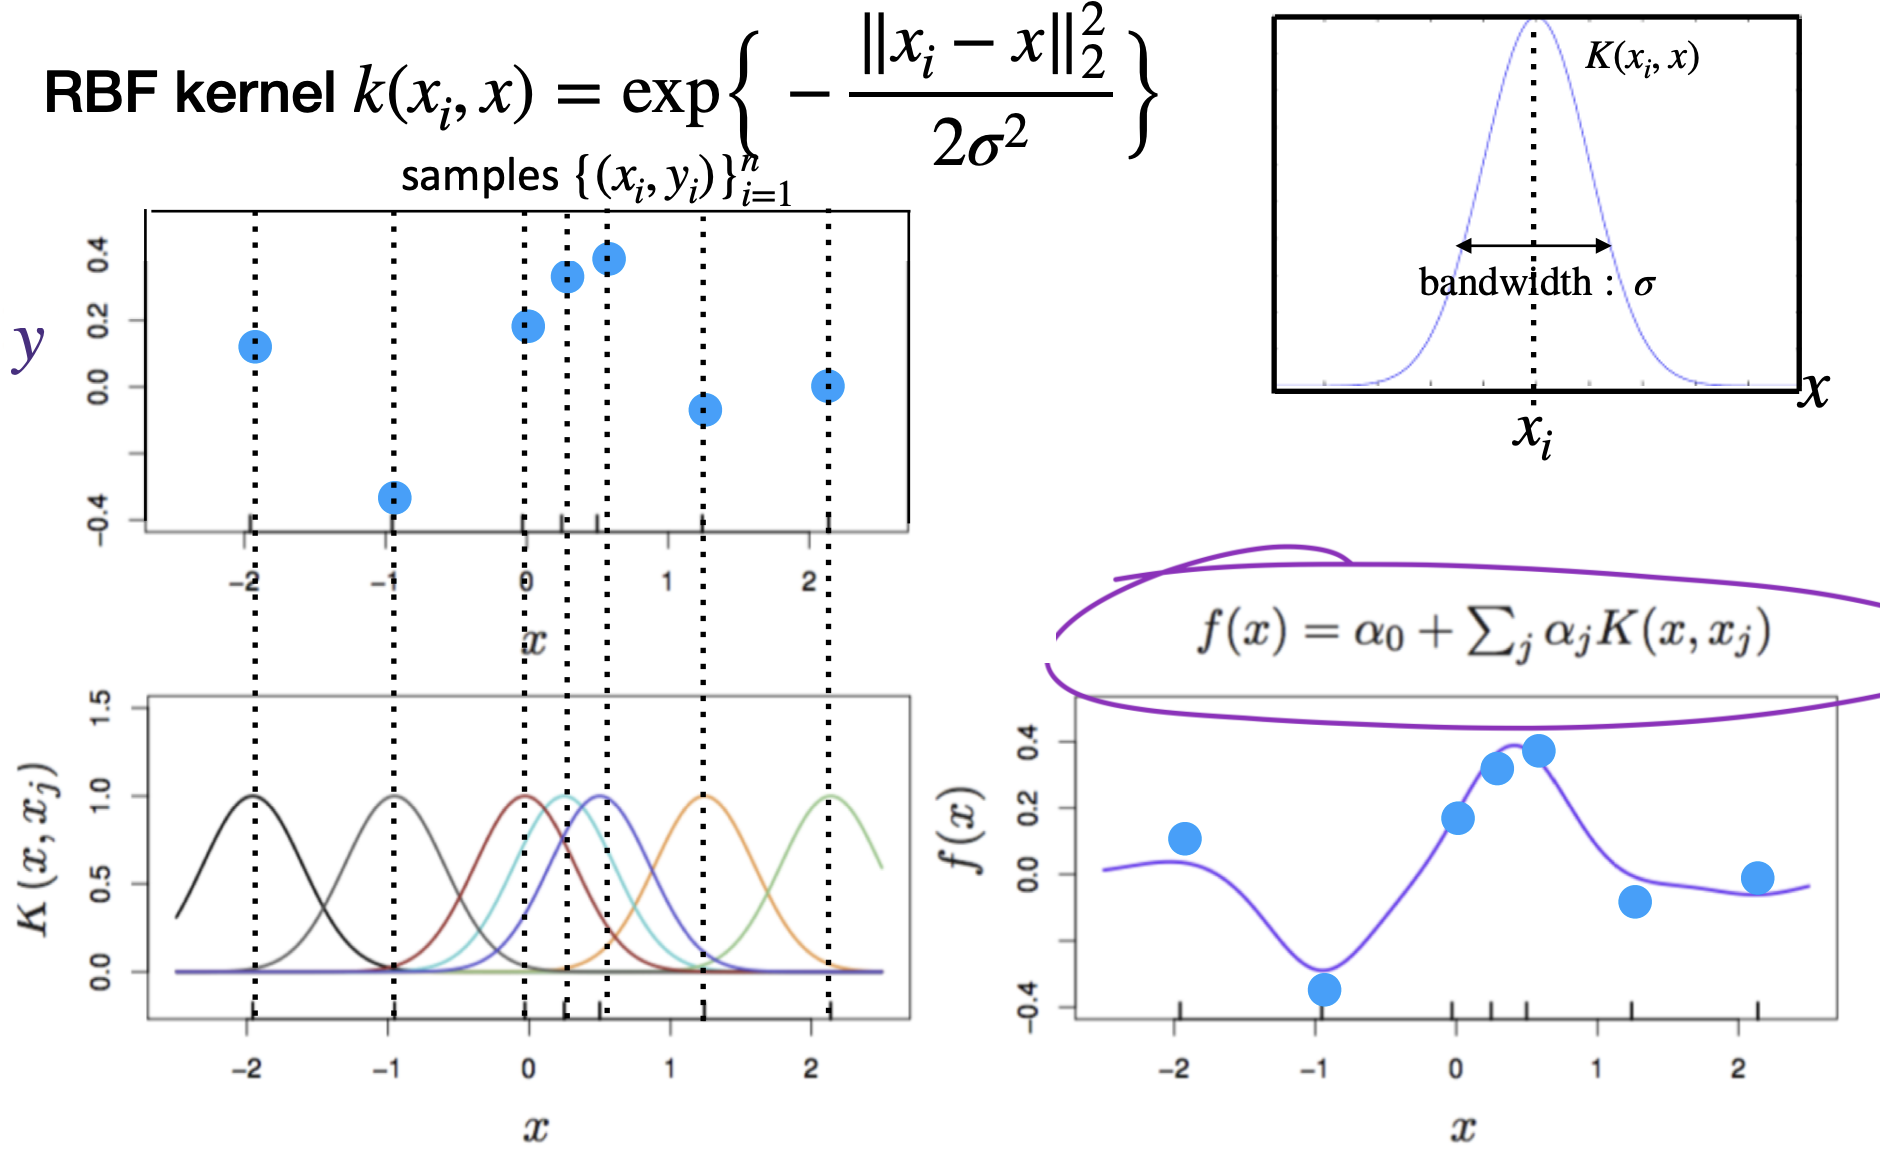 RBF kernel k(x_i, x) = exp{ − ‖x_i − x‖_2^2 / 2σ^2 }
samples {(x_i, y_i)}_{i=1}^n
K(x_i, x)
bandwidth : σ
x
x_i
y
0.4
0.2
0.0
−0.4
−2 −1 0 1 2
x
f(x) = α_0 + ∑_j α_j K(x, x_j)
K(x, x_j)
1.5
1.0
0.5
0.0
−2 −1 0 1 2
x
f(x)
0.4
0.2
0.0
−0.4
−2 −1 0 1 2
x